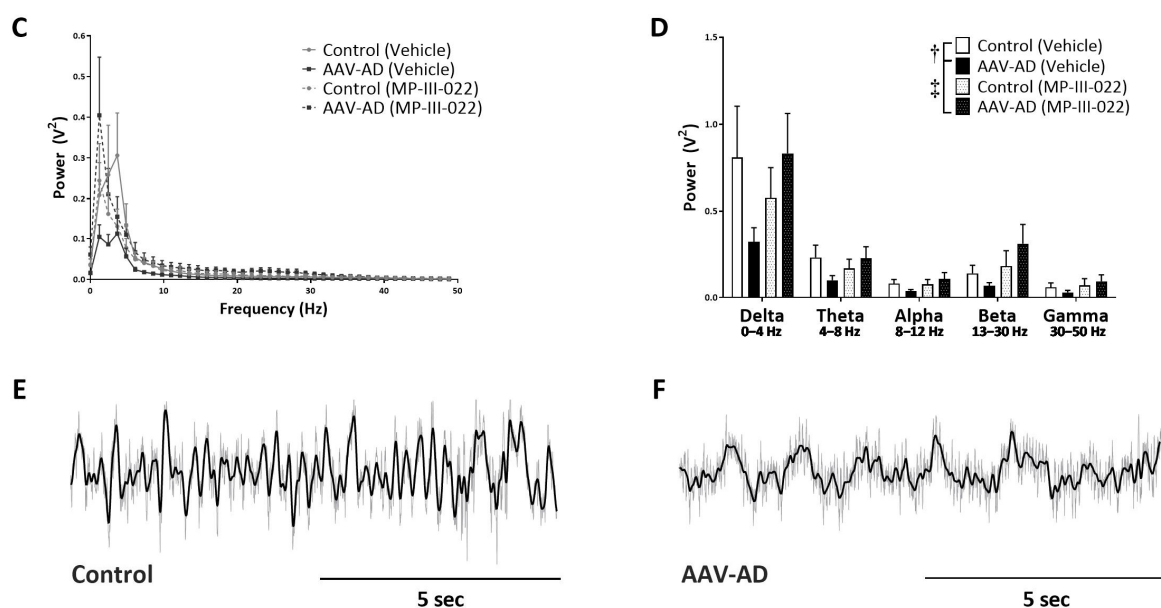 C
0.6
0.5
0.4
0.3
0.2
0.1
0.0
Power (V²)
0
10
20
30
40
50
Frequency (Hz)
Control (Vehicle)
AAV-AD (Vehicle)
Control (MP-III-022)
AAV-AD (MP-III-022)
D
1.5
1.0
0.5
0.0
Power (V²)
†
‡
Control (Vehicle)
AAV-AD (Vehicle)
Control (MP-III-022)
AAV-AD (MP-III-022)
Delta
0–4 Hz
Theta
4–8 Hz
Alpha
8–12 Hz
Beta
13–30 Hz
Gamma
30–50 Hz
E
Control
5 sec
F
AAV-AD
5 sec